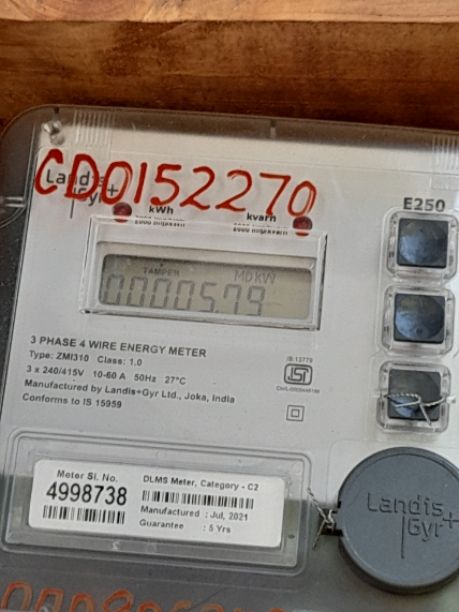 CD0152270
Landis
Gyr+
kWh
kvarh
E250
TAMPER MDKW
0000579
3 PHASE 4 WIRE ENERGY METER
Type: ZMI310 Class: 1.0
3 x 240/415V 10-60 A 50Hz 27°C
Manufactured by Landis+Gyr Ltd., Joka, India
Conforms to IS 15959
IS 13779
ISI
Meter Sl. No.
4998738
DLMS Meter, Category - C2
Manufactured : Jul, 2021
Guarantee : 5 Yrs
Landis
Gyr+